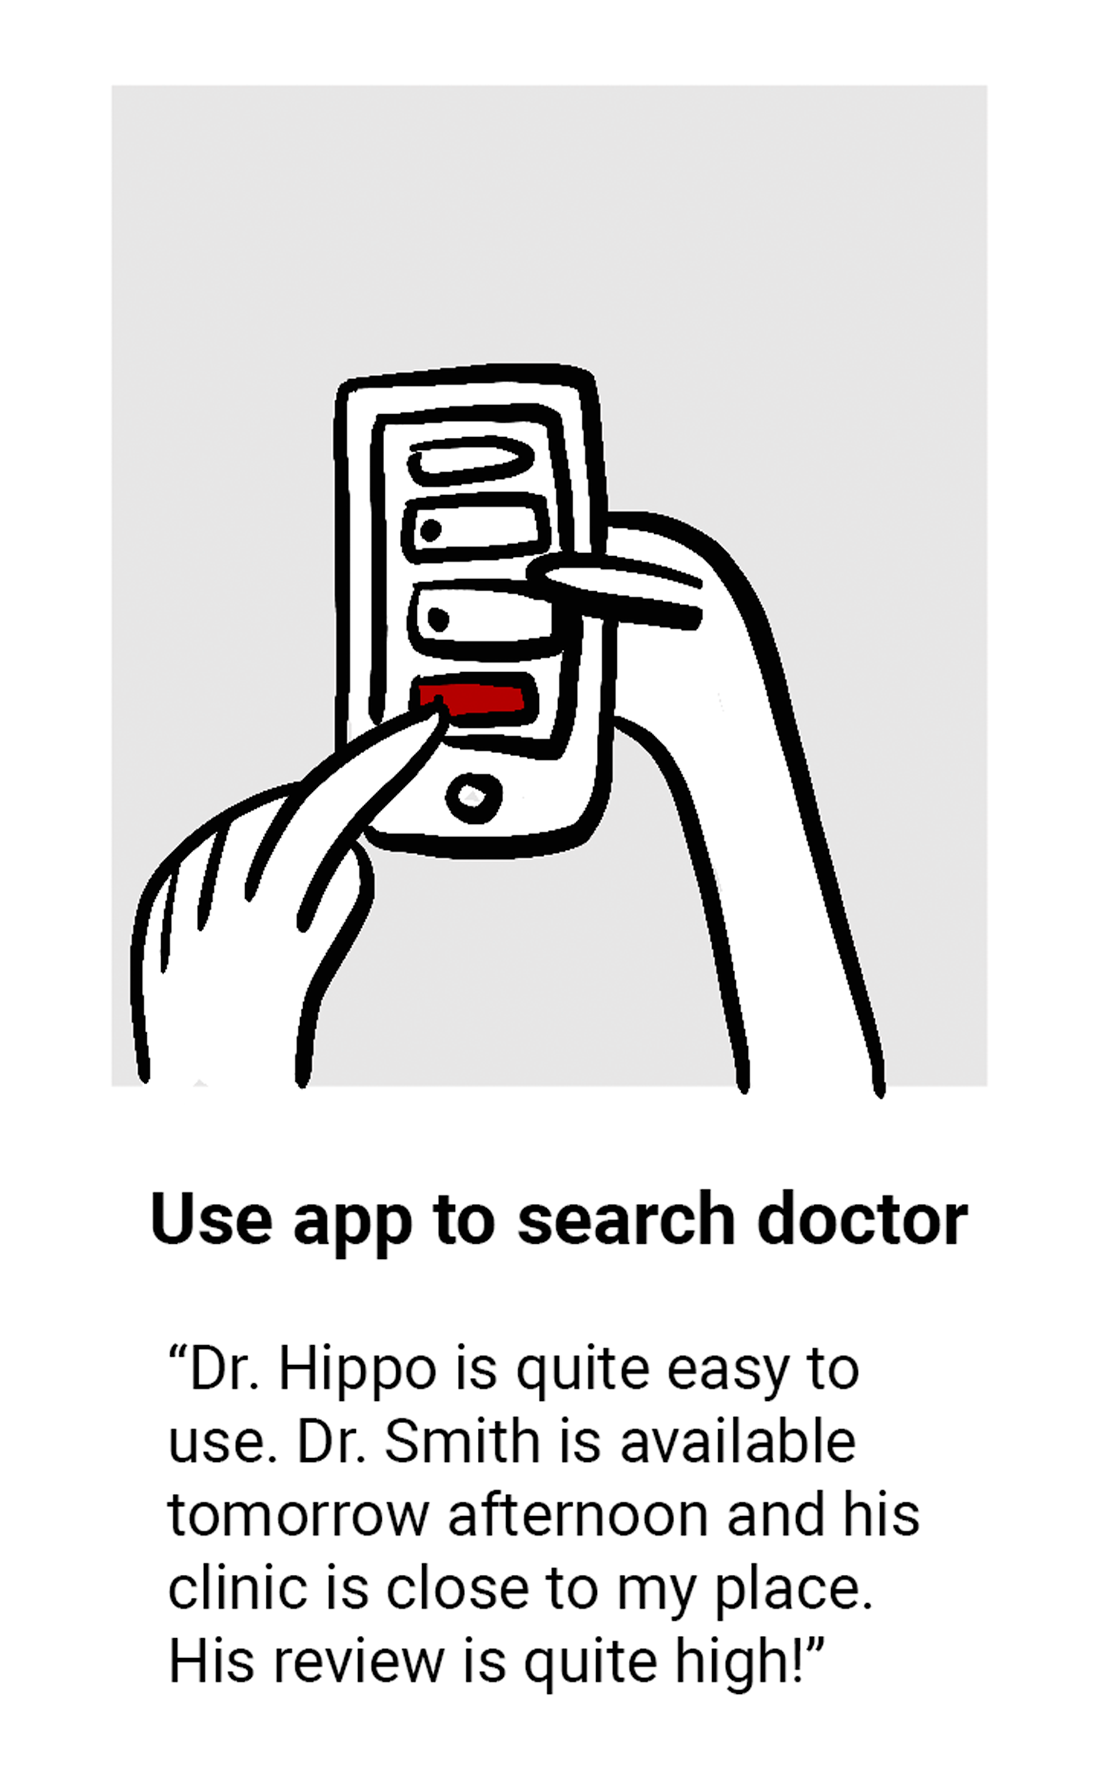 Use app to search doctor
“Dr. Hippo is quite easy to
use. Dr. Smith is available
tomorrow afternoon and his
clinic is close to my place.
His review is quite high!”